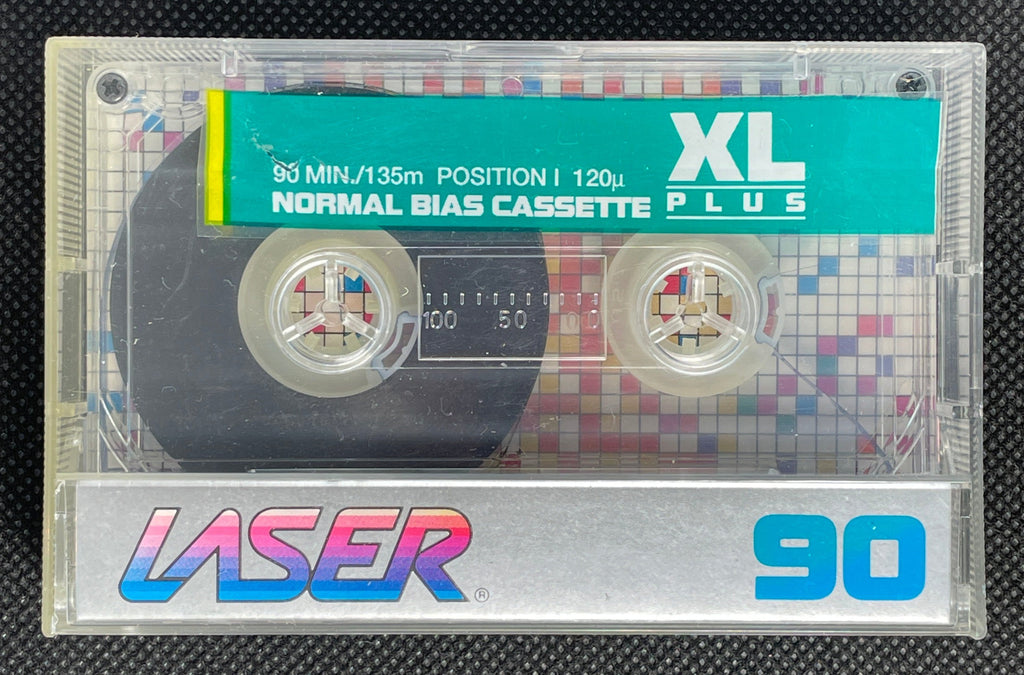 XL
PLUS
90 MIN./135m POSITION I 120µ
NORMAL BIAS CASSETTE
100 50 0
LASER ®
90